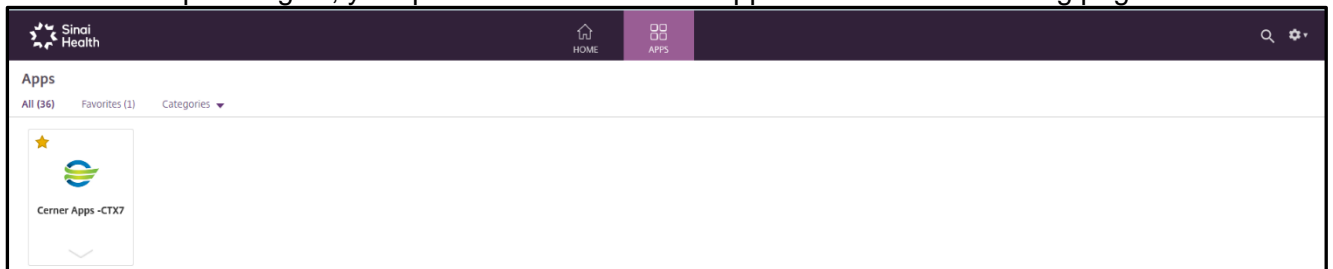 Sinai
Health
HOME
APPS
Apps
All (36) Favorites (1) Categories
Cerner Apps -CTX7